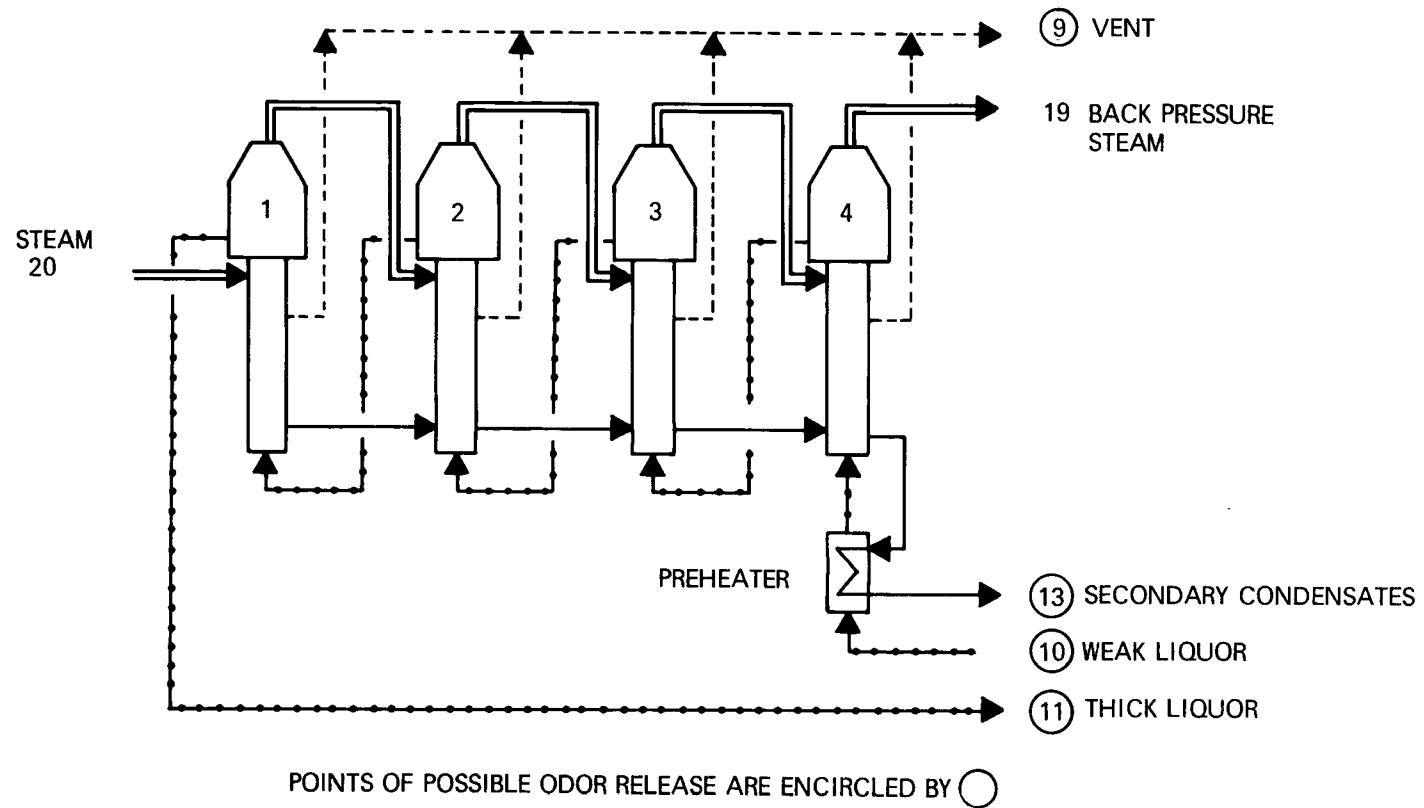 9 VENT
19 BACK PRESSURE
STEAM
1
2
3
4
STEAM
20
PREHEATER
13 SECONDARY CONDENSATES
10 WEAK LIQUOR
11 THICK LIQUOR
POINTS OF POSSIBLE ODOR RELEASE ARE ENCIRCLED BY